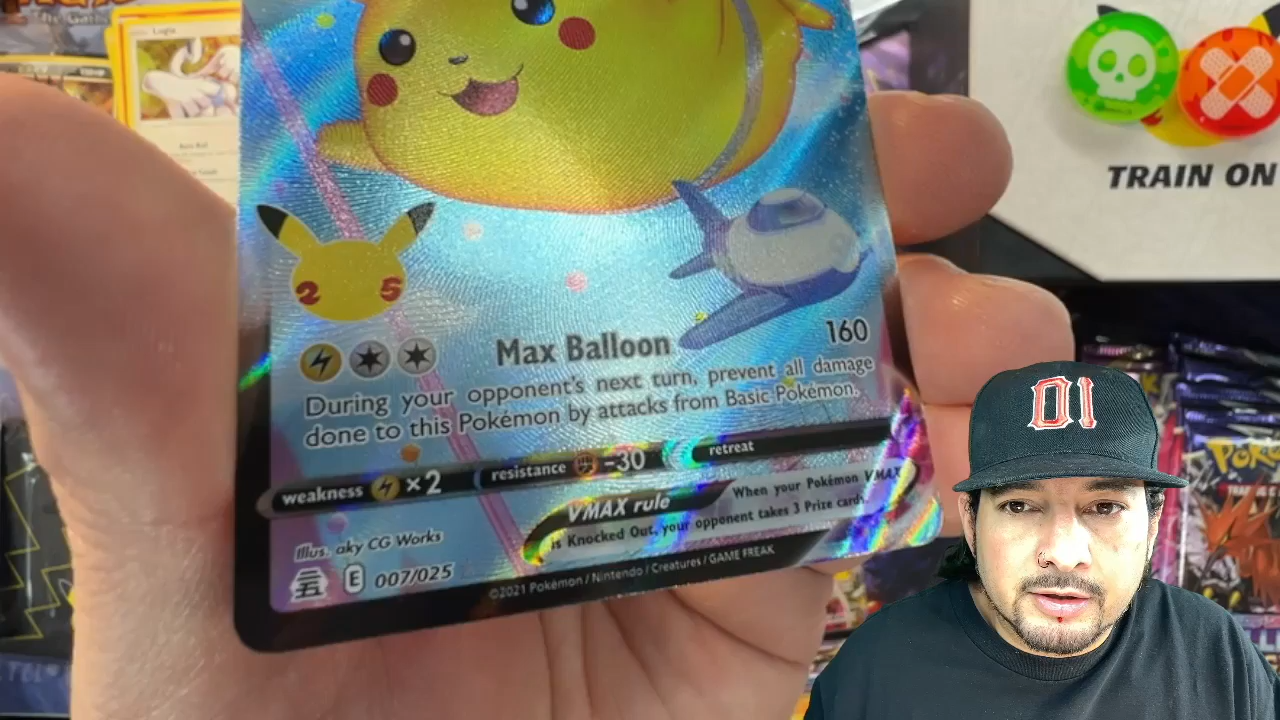 Lugia
TRAIN ON
2 5
Max Balloon 160
During your opponent's next turn, prevent all damage
done to this Pokémon by attacks from Basic Pokémon.
weakness ×2 resistance -30 retreat
VMAX rule When your Pokémon VMAX
is Knocked Out, your opponent takes 3 Prize cards.
Illus. aky CG Works
E 007/025
©2021 Pokémon / Nintendo / Creatures / GAME FREAK
01